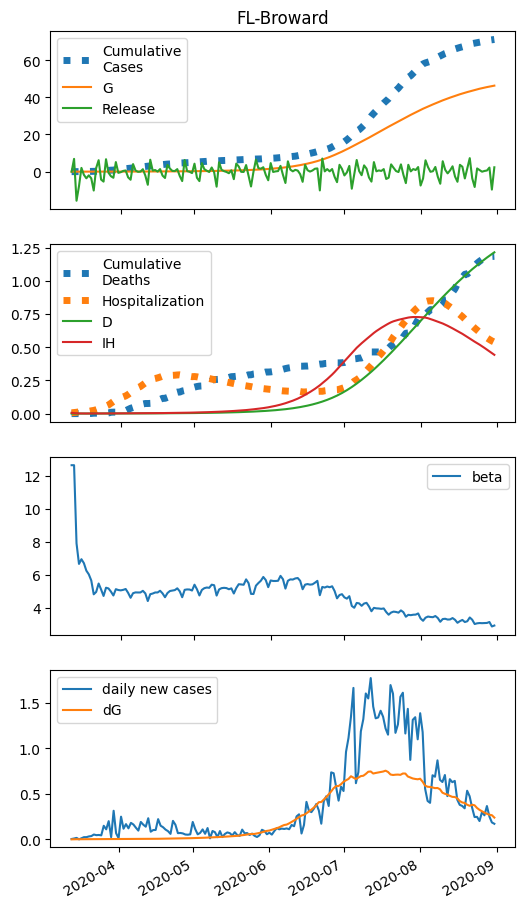 FL-Broward
Cumulative
Cases
G
Release
60
40
20
0
Cumulative
Deaths
Hospitalization
D
IH
1.25
1.00
0.75
0.50
0.25
0.00
beta
12
10
8
6
4
daily new cases
dG
1.5
1.0
0.5
0.0
2020-04
2020-05
2020-06
2020-07
2020-08
2020-09